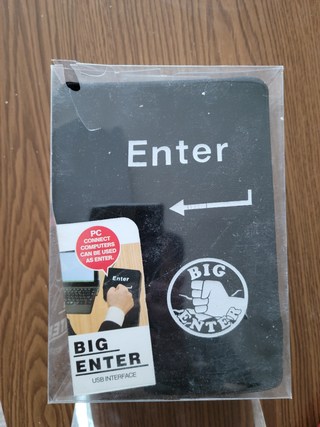 Enter
PC
CONNECT
COMPUTERS
CAN BE USED
AS ENTER.
Enter
BIG
ENTER
BIG
ENTER
USB INTERFACE